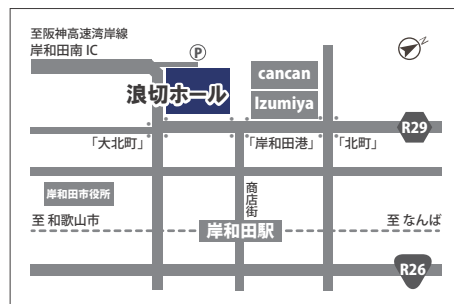 至阪神高速湾岸線
岸和田南 IC
P
Z
cancan
Izumiya
浪切ホール
R29
「大北町」
「岸和田港」
「北町」
岸和田市役所
商店街
至 和歌山市
至 なんば
岸和田駅
R26